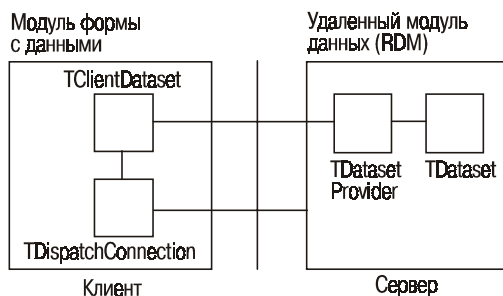 Модуль формы
с данными
Удаленный модуль
данных (RDM)
TClientDataset
TDataset
Provider
TDataset
TDispatchConnection
Клиент
Сервер